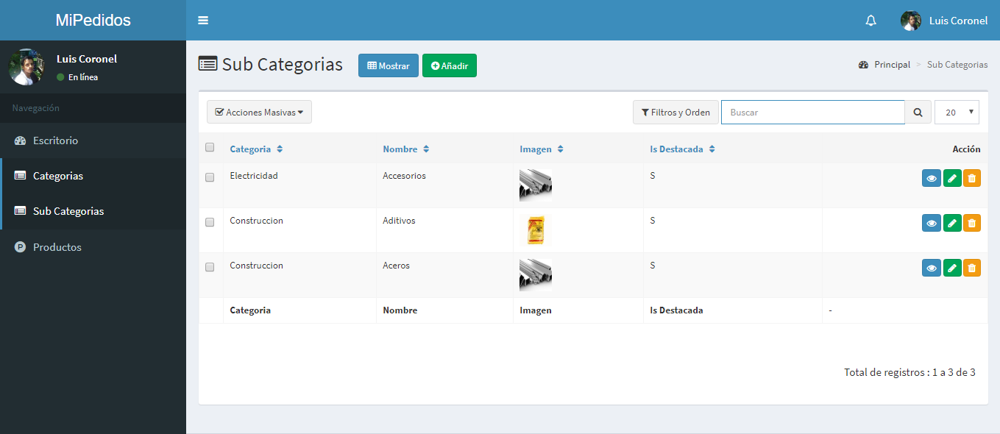 MiPedidos
Luis Coronel
Luis Coronel
En línea
Navegación
Escritorio
Categorias
Sub Categorias
P Productos
Sub Categorias
Mostrar
Añadir
Principal > Sub Categorias
Acciones Masivas
Filtros y Orden
Buscar
20
Categoria Nombre Imagen Is Destacada Acción
Electricidad Accesorios S
Construccion Aditivos S
Construccion Aceros S
Categoria Nombre Imagen Is Destacada -
Total de registros : 1 a 3 de 3